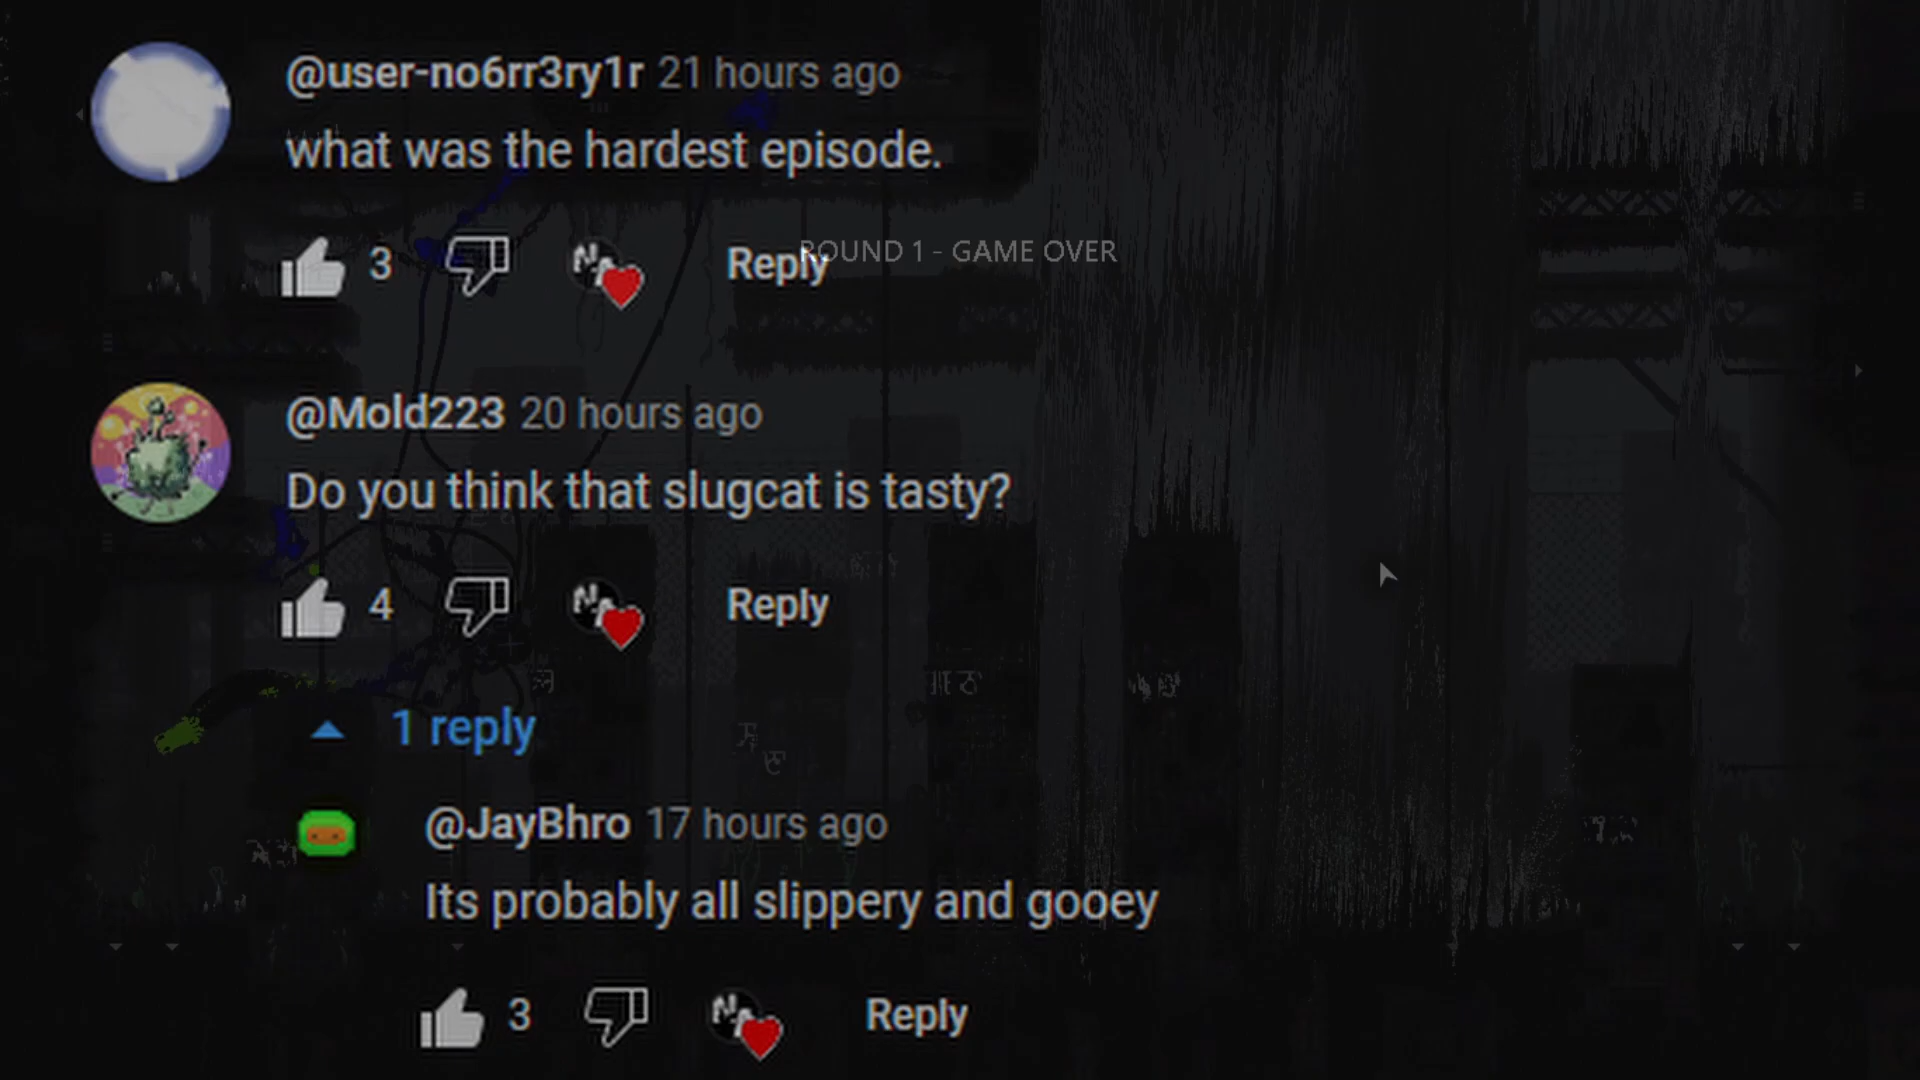 @user-no6rr3ry1r 21 hours ago
what was the hardest episode.
3 Reply
ROUND 1 - GAME OVER
@Mold223 20 hours ago
Do you think that slugcat is tasty?
4 Reply
1 reply
@JayBhro 17 hours ago
Its probably all slippery and gooey
3 Reply